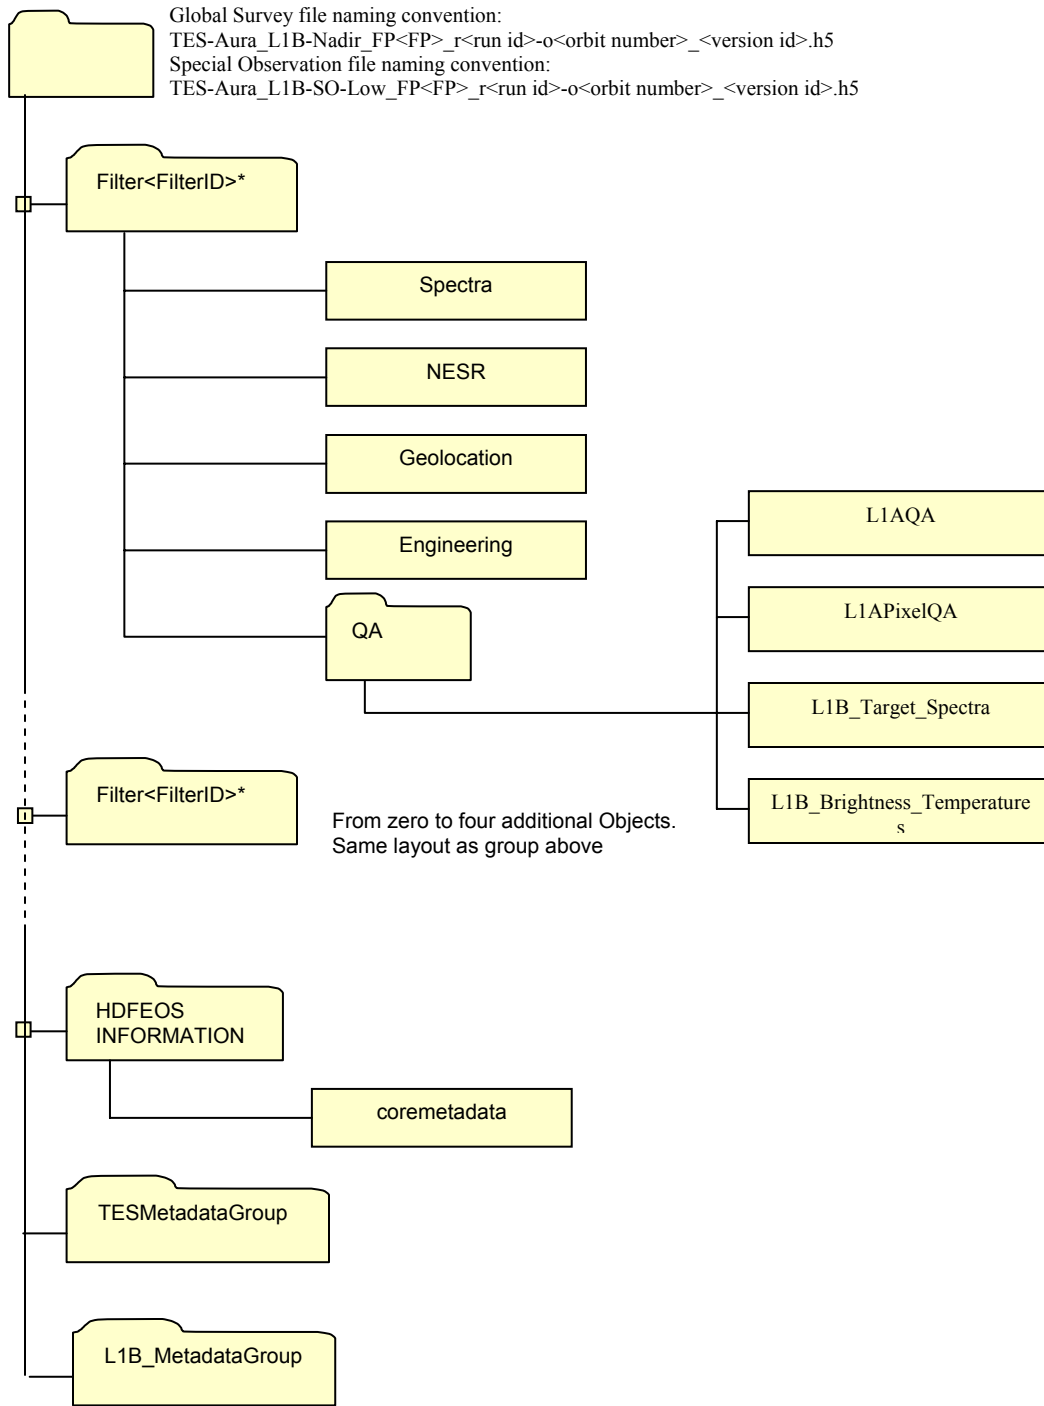 Global Survey file naming convention:
TES-Aura_L1B-Nadir_FP<FP>_r<run id>-o<orbit number>_<version id>.h5
Special Observation file naming convention:
TES-Aura_L1B-SO-Low_FP<FP>_r<run id>-o<orbit number>_<version id>.h5
Filter<FilterID>*
Spectra
NESR
Geolocation
Engineering
QA
L1AQA
L1APixelQA
L1B_Target_Spectra
L1B_Brightness_Temperature
s
Filter<FilterID>*
From zero to four additional Objects.
Same layout as group above
HDFEOS
INFORMATION
coremetadata
TESMetadataGroup
L1B_MetadataGroup